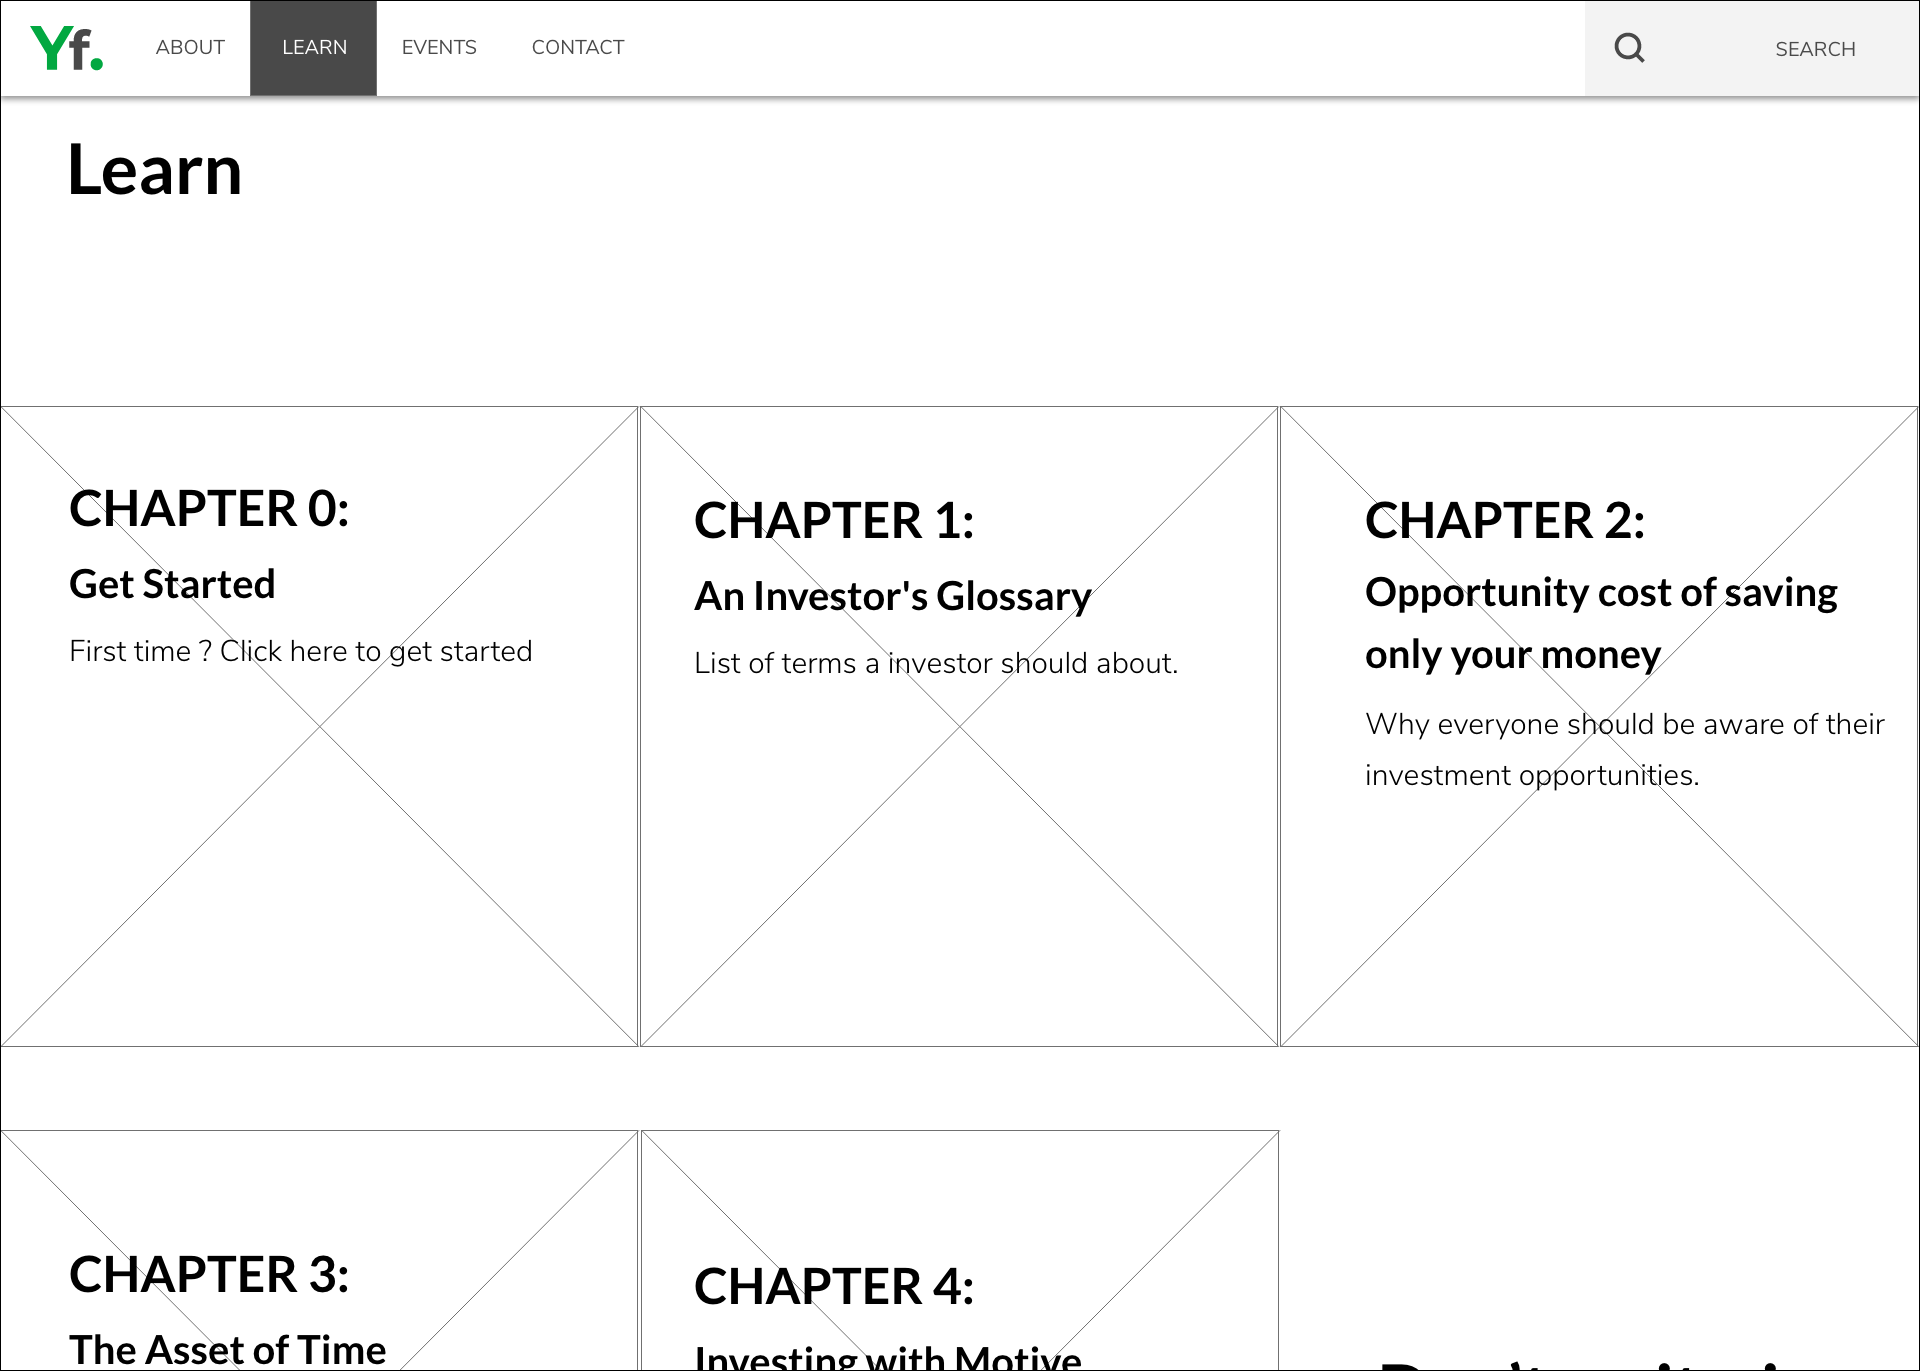 Yf.
ABOUT
LEARN
EVENTS
CONTACT
SEARCH
Learn
CHAPTER 0:
Get Started
First time ? Click here to get started
CHAPTER 1:
An Investor's Glossary
List of terms a investor should about.
CHAPTER 2:
Opportunity cost of saving
only your money
Why everyone should be aware of their
investment opportunities.
CHAPTER 3:
The Asset of Time
CHAPTER 4:
Investing with Motive